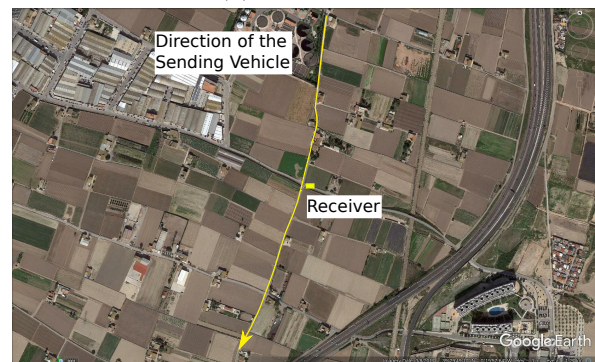 Direction of the
Sending Vehicle
Receiver
Google Earth